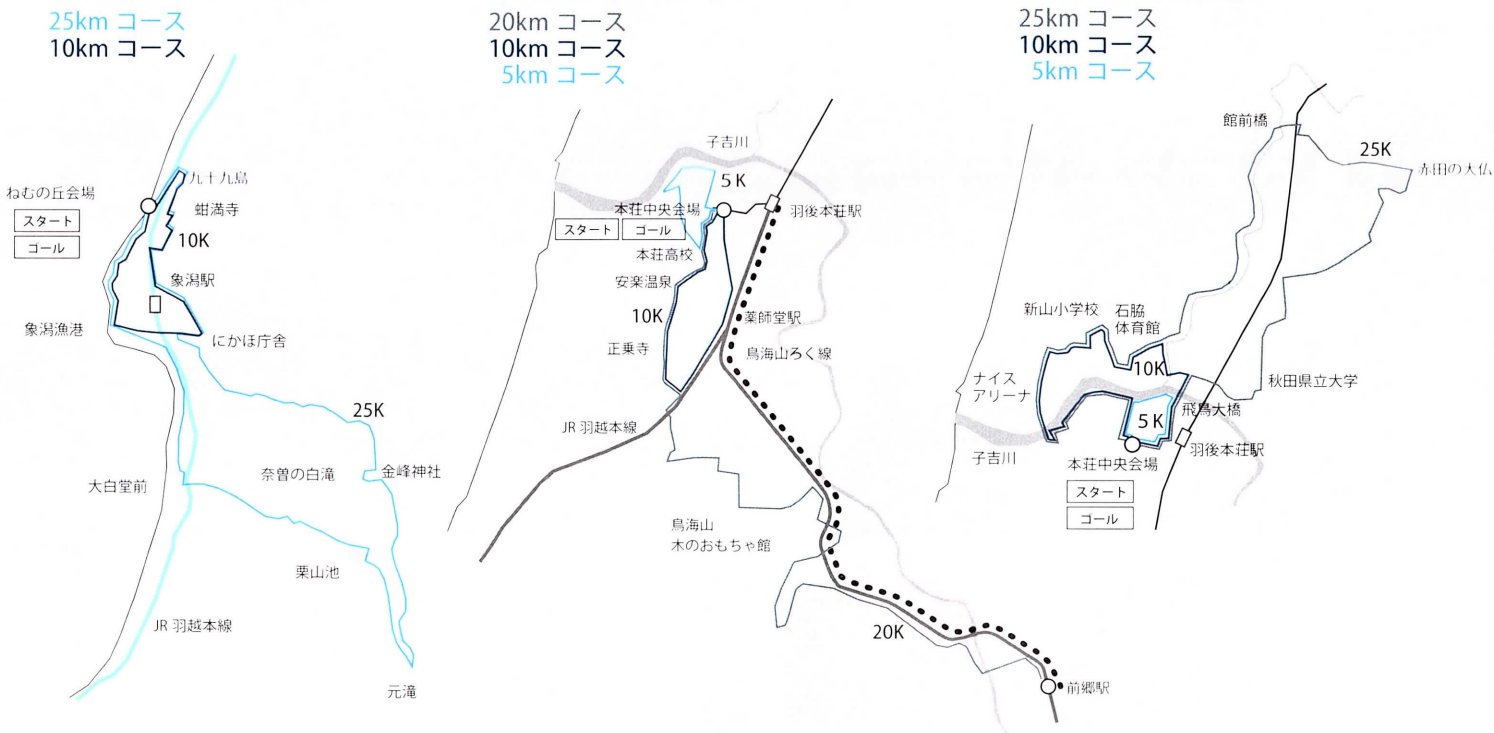 25km コース
10km コース
九十九島
ねむの丘会場
スタート
ゴール
蚶満寺
10K
象潟駅
象潟漁港
にかほ庁舎
25K
大白堂前
奈曽の白滝
金峰神社
栗山池
JR 羽越本線
元滝
20km コース
10km コース
5km コース
子吉川
5 K
本荘中央会場
スタート
ゴール
羽後本荘駅
本荘高校
安楽温泉
10K
薬師堂駅
正乗寺
鳥海山ろく線
JR 羽越本線
鳥海山
木のおもちゃ館
20K
前郷駅
25km コース
10km コース
5km コース
館前橋
25K
赤田の大仏
新山小学校
石脇
体育館
10K
ナイス
アリーナ
秋田県立大学
飛鳥大橋
5 K
羽後本荘駅
子吉川
本荘中央会場
スタート
ゴール